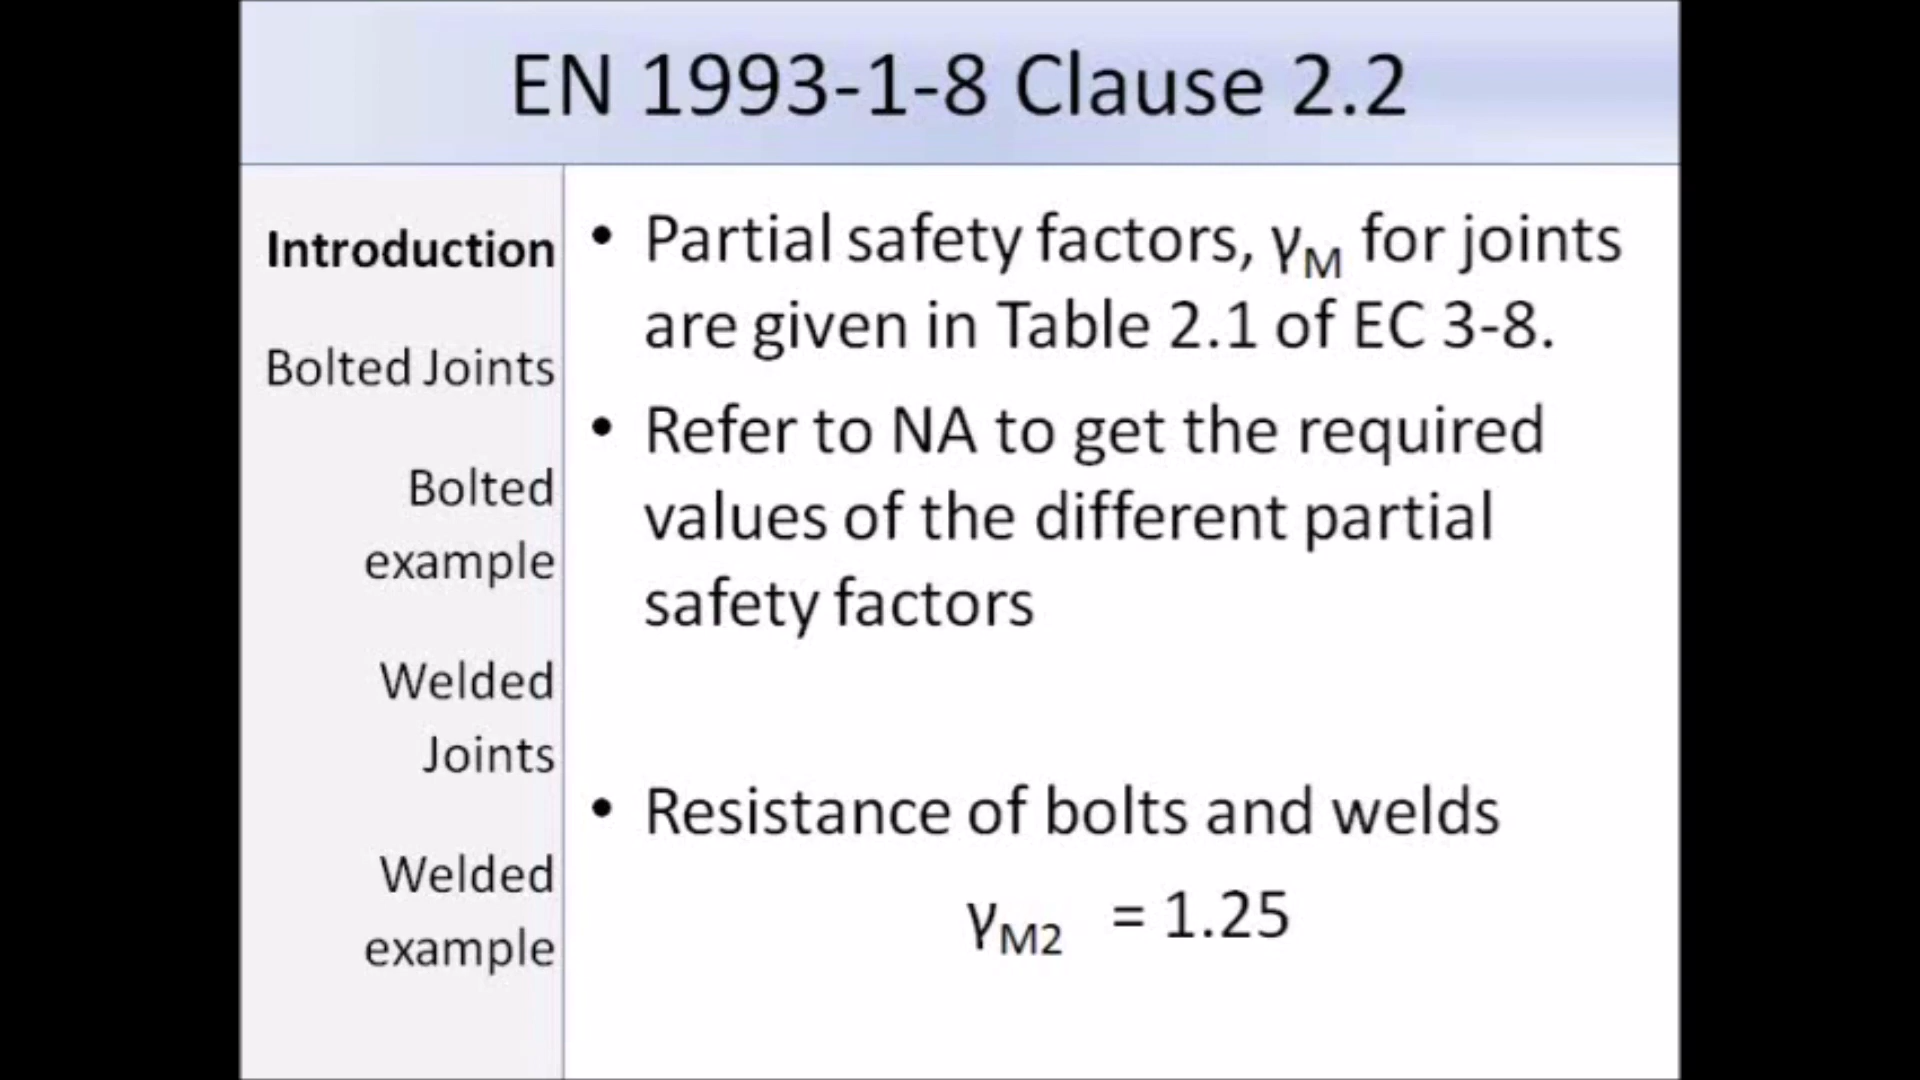 EN 1993-1-8 Clause 2.2
Introduction
Bolted Joints
Bolted
example
Welded
Joints
Welded
example
• Partial safety factors, γM for joints
are given in Table 2.1 of EC 3-8.
• Refer to NA to get the required
values of the different partial
safety factors
• Resistance of bolts and welds
γM2 = 1.25